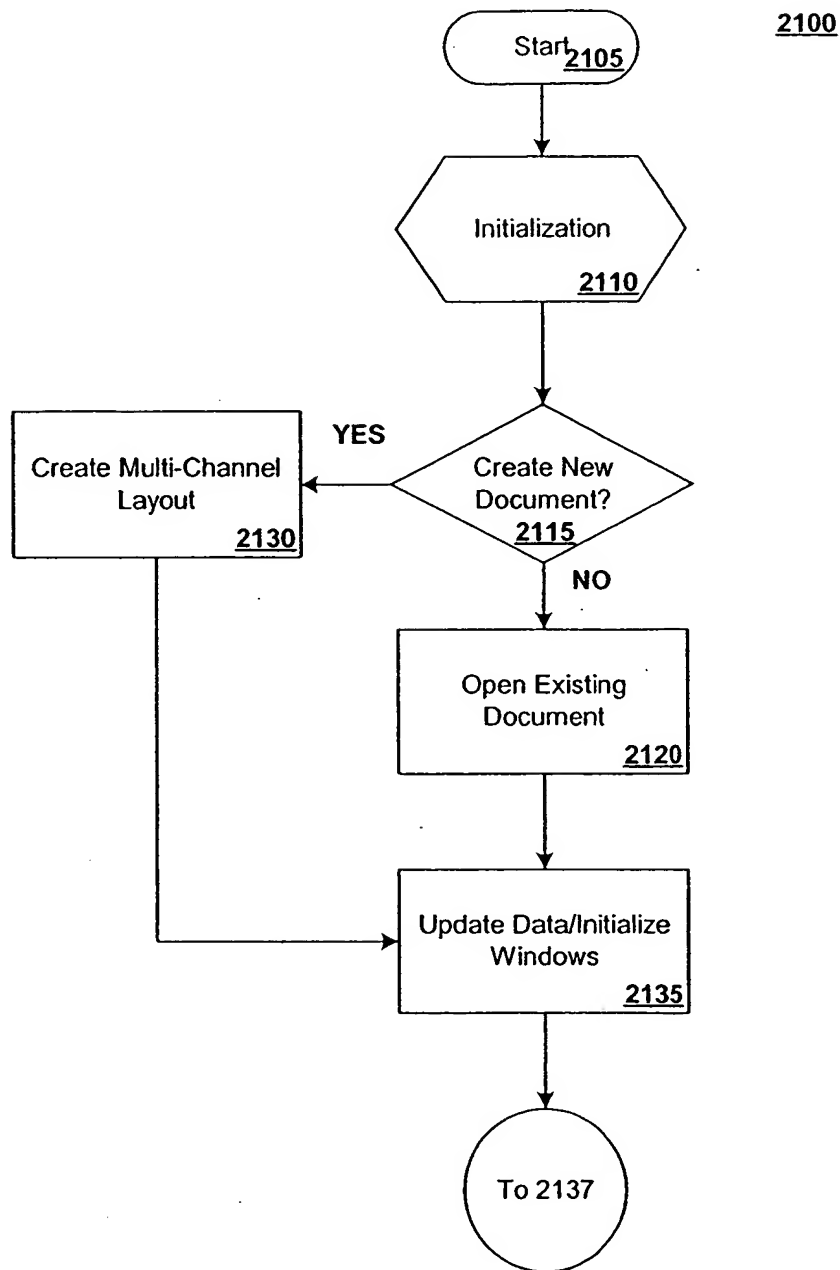 2100
Start
2105
Initialization
2110
YES
Create Multi-Channel
Layout
2130
Create New
Document?
2115
NO
Open Existing
Document
2120
Update Data/Initialize
Windows
2135
To 2137